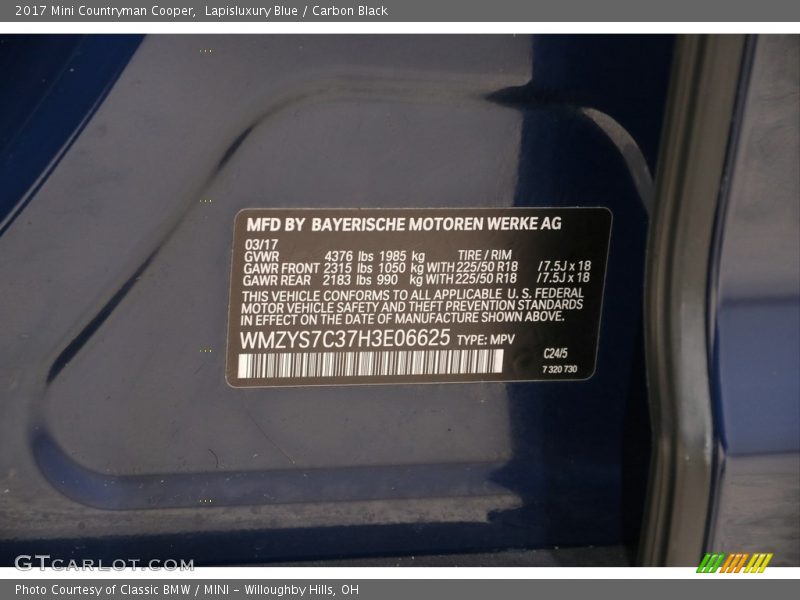 2017 Mini Countryman Cooper,  Lapisluxury Blue / Carbon Black
MFD BY BAYERISCHE MOTOREN WERKE AG
03/17
GVWR 4376 lbs 1985 kg TIRE / RIM
GAWR FRONT 2315 lbs 1050 kg WITH 225/50 R18 /7.5J x 18
GAWR REAR 2183 lbs 990 kg WITH 225/50 R18 /7.5J x 18
THIS VEHICLE CONFORMS TO ALL APPLICABLE U.S. FEDERAL
MOTOR VEHICLE SAFETY AND THEFT PREVENTION STANDARDS
IN EFFECT ON THE DATE OF MANUFACTURE SHOWN ABOVE.
WMZYS7C37H3E06625 TYPE: MPV
C24/5
7 320 730
GTCARLOT.COM
Photo Courtesy of Classic BMW / MINI - Willoughby Hills, OH